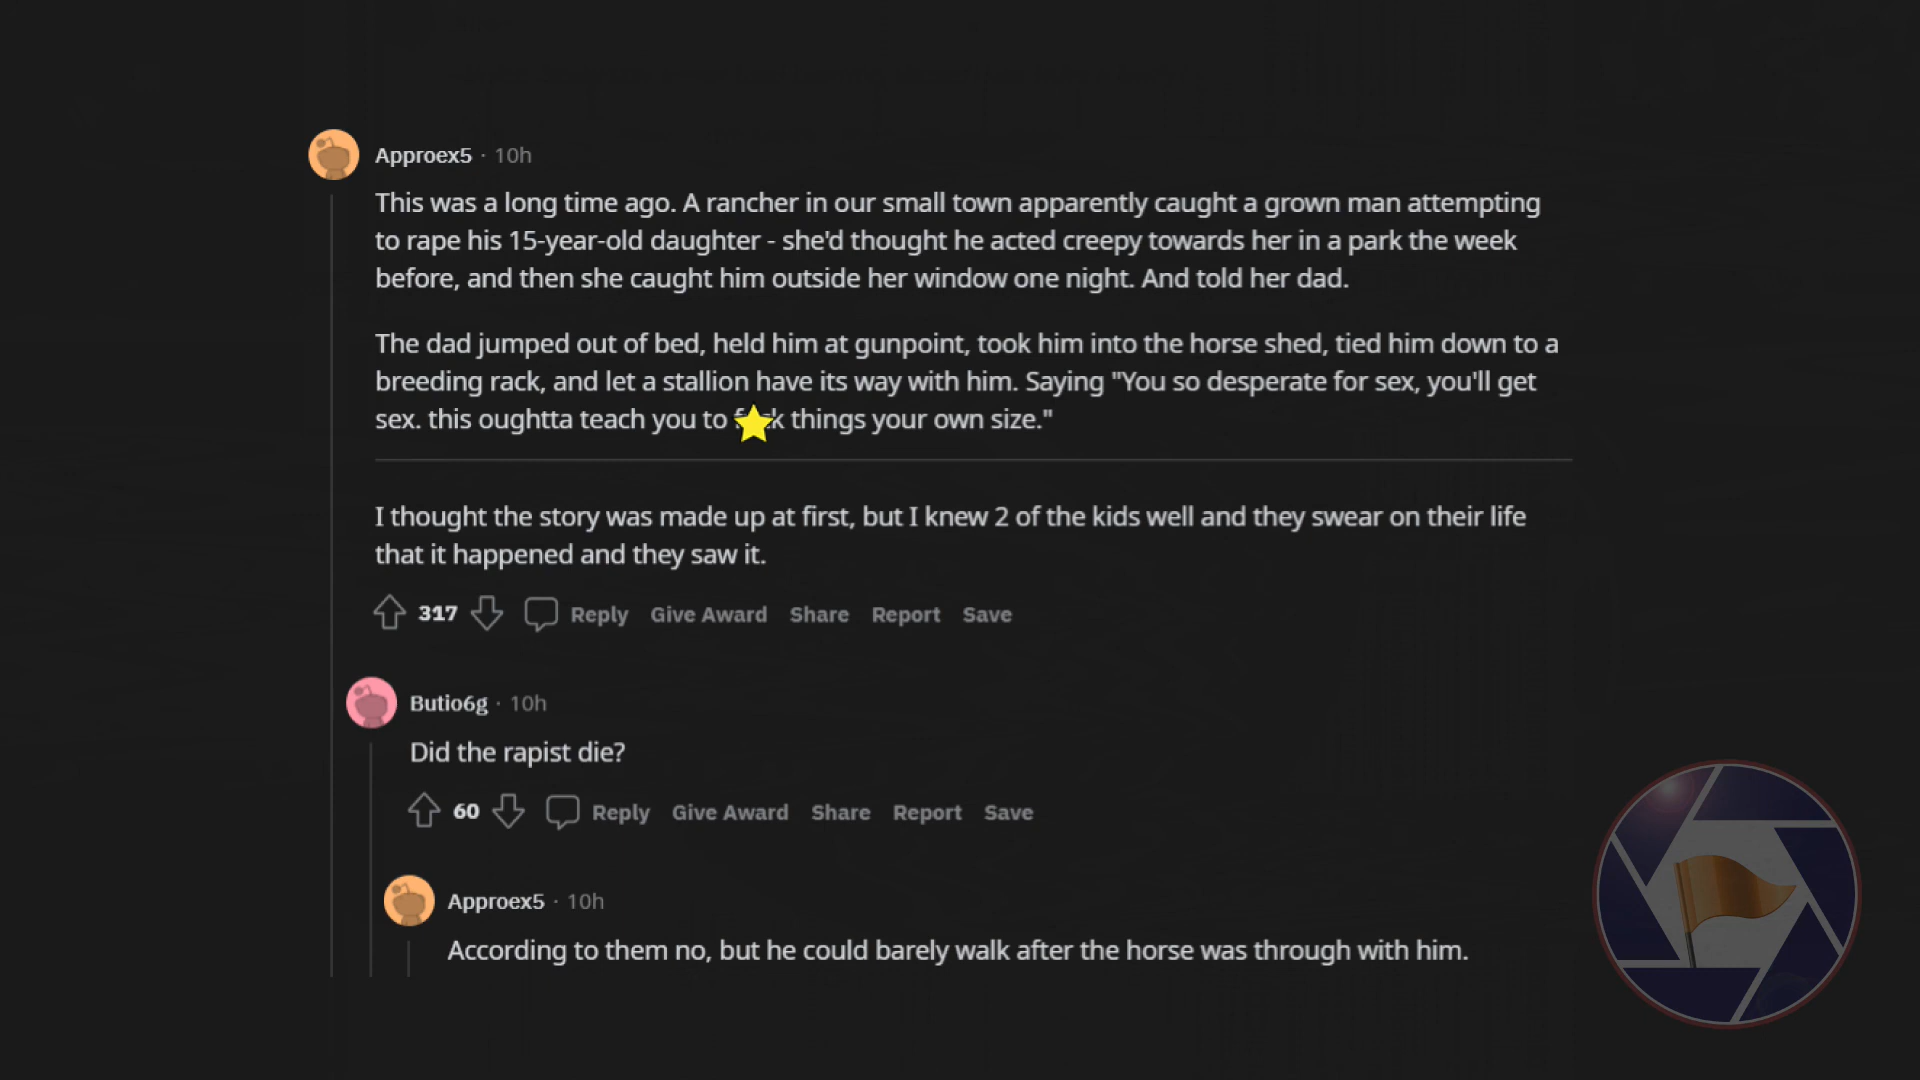 Approex5 · 10h
This was a long time ago. A rancher in our small town apparently caught a grown man attempting
to rape his 15-year-old daughter - she'd thought he acted creepy towards her in a park the week
before, and then she caught him outside her window one night. And told her dad.
The dad jumped out of bed, held him at gunpoint, took him into the horse shed, tied him down to a
breeding rack, and let a stallion have its way with him. Saying "You so desperate for sex, you'll get
sex. this oughtta teach you to f⭐k things your own size."
I thought the story was made up at first, but I knew 2 of the kids well and they swear on their life
that it happened and they saw it.
317 Reply Give Award Share Report Save
Butio6g · 10h
Did the rapist die?
60 Reply Give Award Share Report Save
Approex5 · 10h
According to them no, but he could barely walk after the horse was through with him.